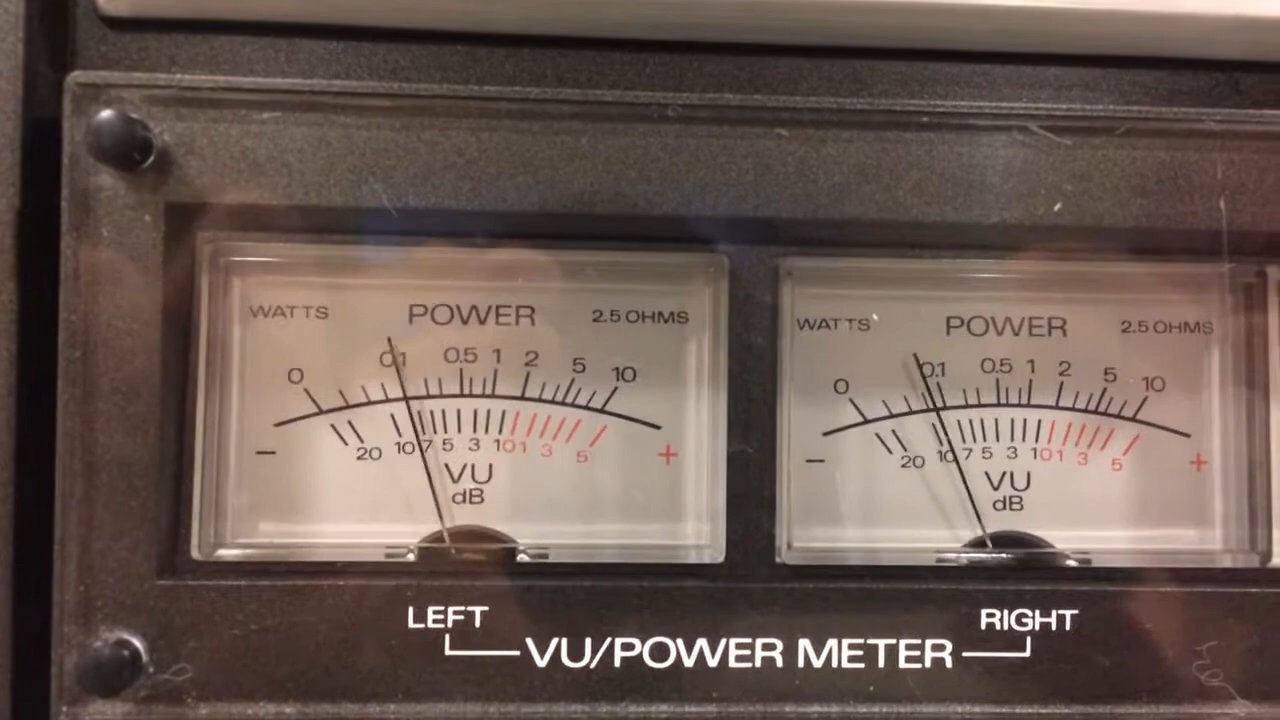 WATTS POWER 2.5 OHMS
0 0.1 0.5 1 2 5 10
− 20 10 7 5 3 1 0 1 3 5 +
VU
dB
WATTS POWER 2.5 OHMS
0 0.1 0.5 1 2 5 10
− 20 10 7 5 3 1 0 1 3 5 +
VU
dB
LEFT RIGHT
VU/POWER METER